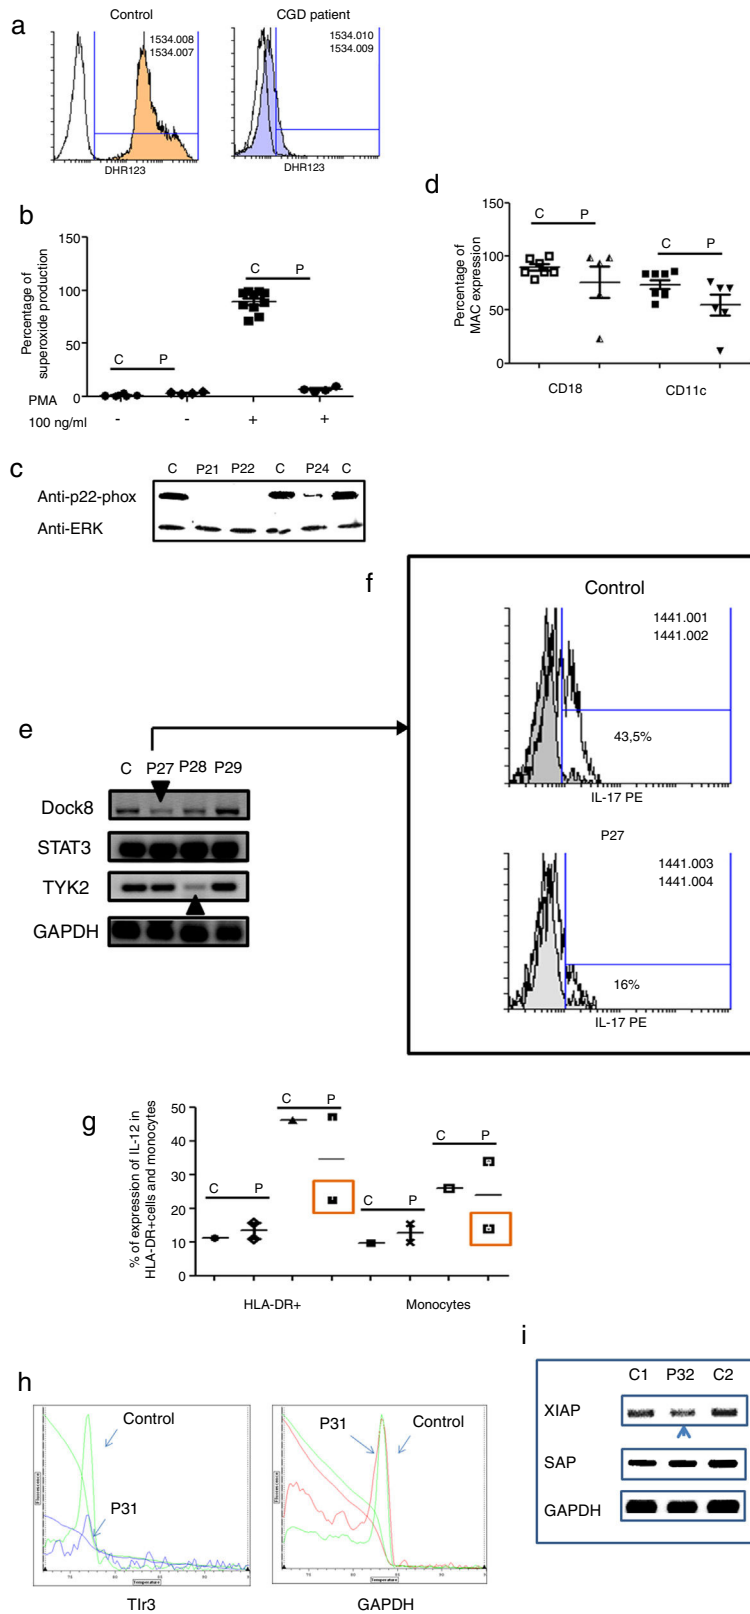 a
Control
1534.008
1534.007
DHR123
CGD patient
1534.010
1534.009
DHR123
b
Percentage of
superoxide production
150
100
50
0
C P
C P
PMA
100 ng/ml - - + +
c
C P21 P22 C P24 C
Anti-p22-phox
Anti-ERK
d
Percentage of
MAC expression
150
100
50
0
C P
C P
CD18 CD11c
e
C P27 P28 P29
Dock8
STAT3
TYK2
GAPDH
f
Control
1441.001
1441.002
43,5%
IL-17 PE
P27
1441.003
1441.004
16%
IL-17 PE
g
% of expression of IL-12 in
HLA-DR+cells and monocytes
50
40
30
20
10
0
C P
C P
C P
C P
HLA-DR+ Monocytes
h
Control
P31
Fluorescence
Temperature
Tlr3
P31
Control
Fluorescence
Temperature
GAPDH
i
C1 P32 C2
XIAP
SAP
GAPDH